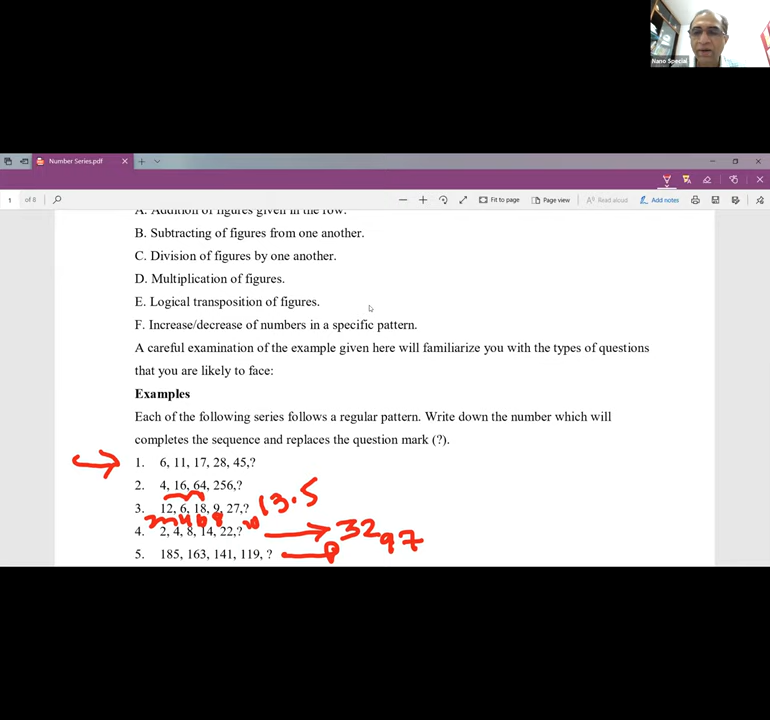 Nano Special
Number Series.pdf
1 of 8
Fit to page
Page view
Read aloud
Add notes
A. Addition of figures given in the row.
B. Subtracting of figures from one another.
C. Division of figures by one another.
D. Multiplication of figures.
E. Logical transposition of figures.
F. Increase/decrease of numbers in a specific pattern.
A careful examination of the example given here will familiarize you with the types of questions
that you are likely to face:
Examples
Each of the following series follows a regular pattern. Write down the number which will
completes the sequence and replaces the question mark (?).
1. 6, 11, 17, 28, 45,?
2. 4, 16, 64, 256,?
3. 12, 6, 18, 9, 27,? 13.5
4. 2, 4, 8, 14, 22,? 32
5. 185, 163, 141, 119, ? 97